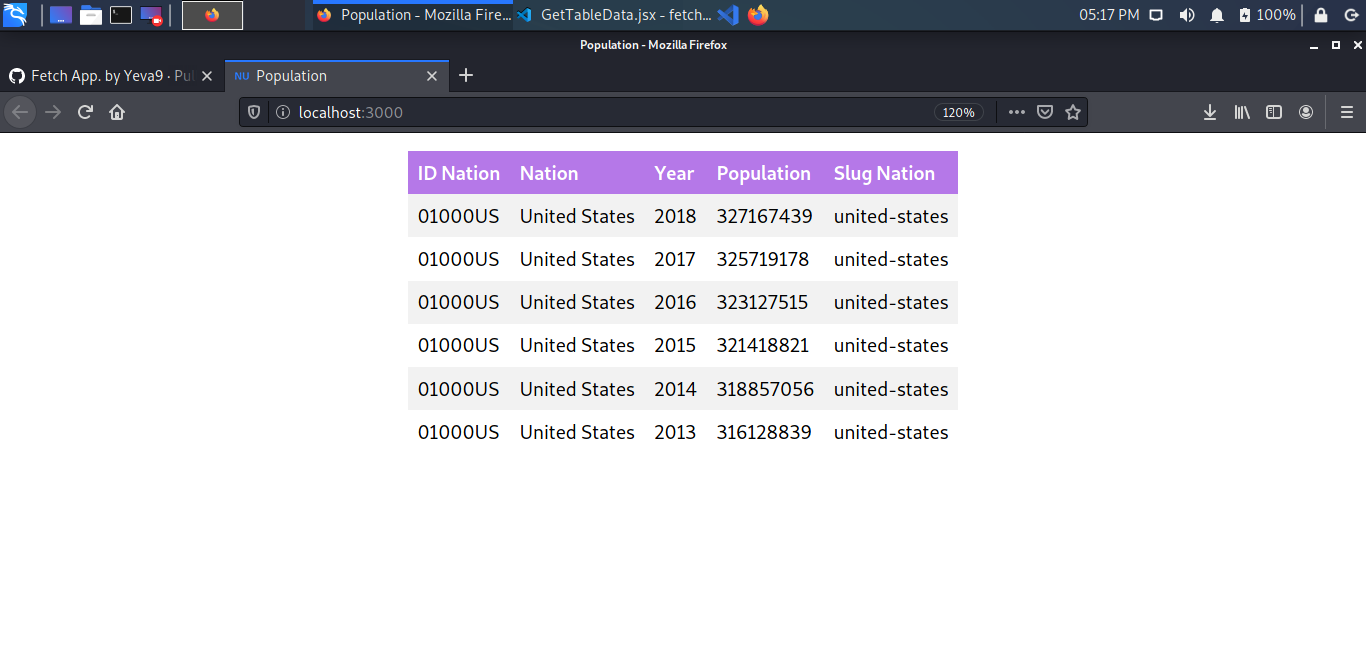 Population - Mozilla Fire... GetTableData.jsx - fetch... 05:17 PM 100%
Population - Mozilla Firefox
Fetch App. by Yeva9 · Pul NU Population
localhost:3000 120%
ID Nation Nation Year Population Slug Nation
01000US United States 2018 327167439 united-states
01000US United States 2017 325719178 united-states
01000US United States 2016 323127515 united-states
01000US United States 2015 321418821 united-states
01000US United States 2014 318857056 united-states
01000US United States 2013 316128839 united-states